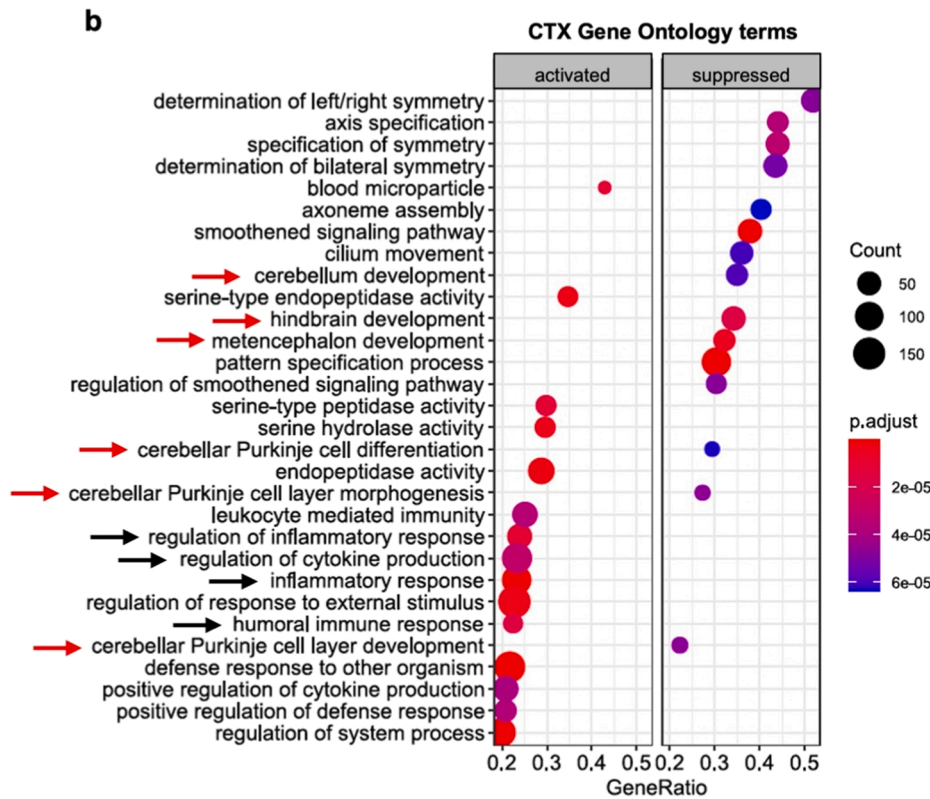 b
CTX Gene Ontology terms
activated
suppressed
determination of left/right symmetry
axis specification
specification of symmetry
determination of bilateral symmetry
blood microparticle
axoneme assembly
smoothened signaling pathway
cilium movement
cerebellum development
serine-type endopeptidase activity
hindbrain development
metencephalon development
pattern specification process
regulation of smoothened signaling pathway
serine-type peptidase activity
serine hydrolase activity
cerebellar Purkinje cell differentiation
endopeptidase activity
cerebellar Purkinje cell layer morphogenesis
leukocyte mediated immunity
regulation of inflammatory response
regulation of cytokine production
inflammatory response
regulation of response to external stimulus
humoral immune response
cerebellar Purkinje cell layer development
defense response to other organism
positive regulation of cytokine production
positive regulation of defense response
regulation of system process
0.2 0.3 0.4 0.5 0.2 0.3 0.4 0.5
GeneRatio
Count
50
100
150
p.adjust
2e-05
4e-05
6e-05